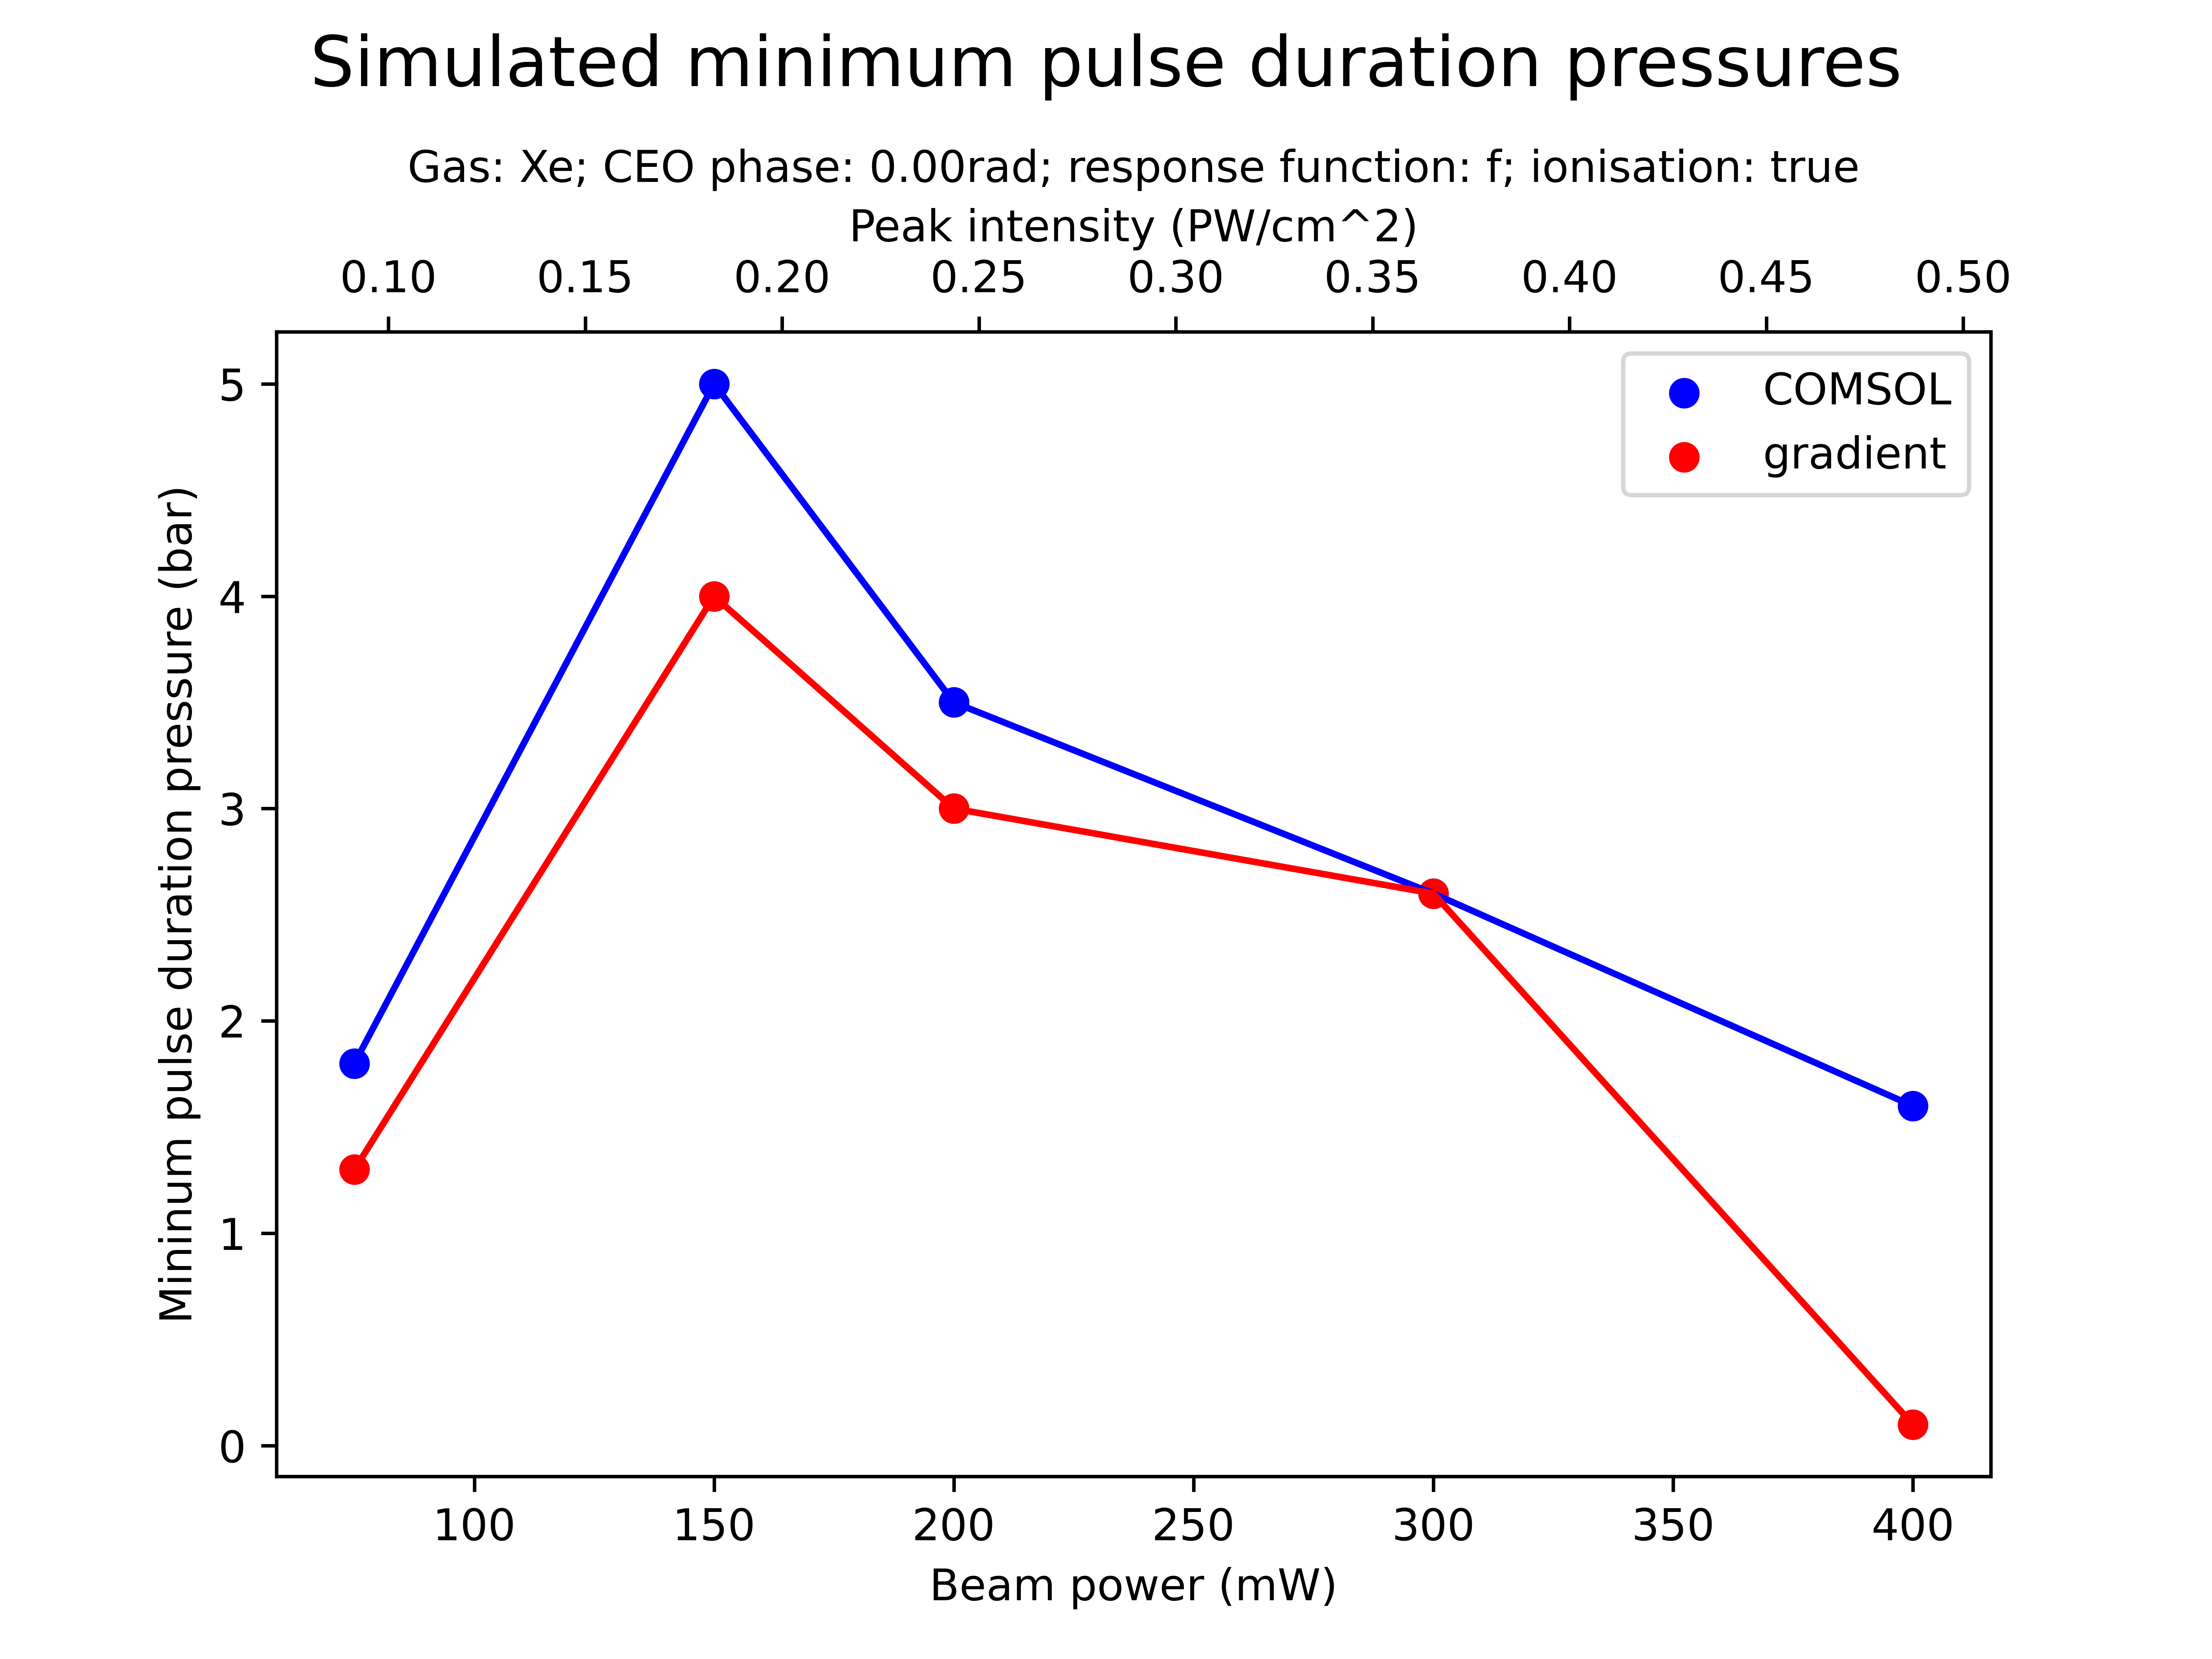 Simulated minimum pulse duration pressures
Gas: Xe; CEO phase: 0.00rad; response function: f; ionisation: true
Peak intensity (PW/cm^2)
0.10 0.15 0.20 0.25 0.30 0.35 0.40 0.45 0.50
COMSOL
gradient
Mininum pulse duration pressure (bar)
5
4
3
2
1
0
100 150 200 250 300 350 400
Beam power (mW)